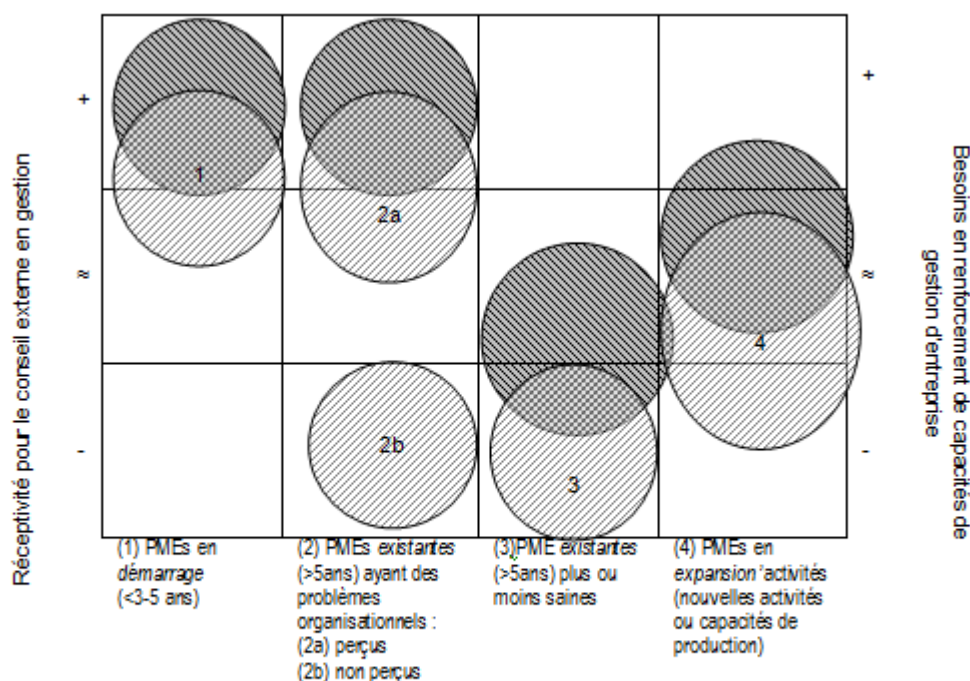 Réceptivité pour le conseil externe en gestion
+
≈
-
1
2a
2b
3
4
+
≈
-
Besoins en renforcement de capacités de
gestion d'entreprise
(1) PMEs en
démarrage
(<3-5 ans)
(2) PMEs existantes
(>5ans) ayant des
problèmes
organisationnels :
(2a) perçus
(2b) non perçus
(3)PME existantes
(>5ans) plus ou
moins saines
(4) PMEs en
expansion'activités
(nouvelles activités
ou capacités de
production)